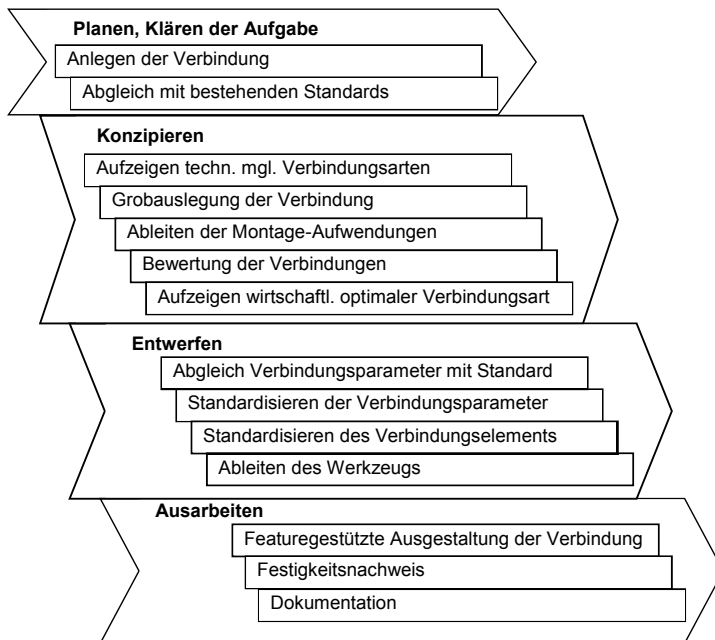 Planen, Klären der Aufgabe
Anlegen der Verbindung
Abgleich mit bestehenden Standards
Konzipieren
Aufzeigen techn. mgl. Verbindungsarten
Grobauslegung der Verbindung
Ableiten der Montage-Aufwendungen
Bewertung der Verbindungen
Aufzeigen wirtschaftl. optimaler Verbindungsart
Entwerfen
Abgleich Verbindungsparameter mit Standard
Standardisieren der Verbindungsparameter
Standardisieren des Verbindungselements
Ableiten des Werkzeugs
Ausarbeiten
Featuregestützte Ausgestaltung der Verbindung
Festigkeitsnachweis
Dokumentation